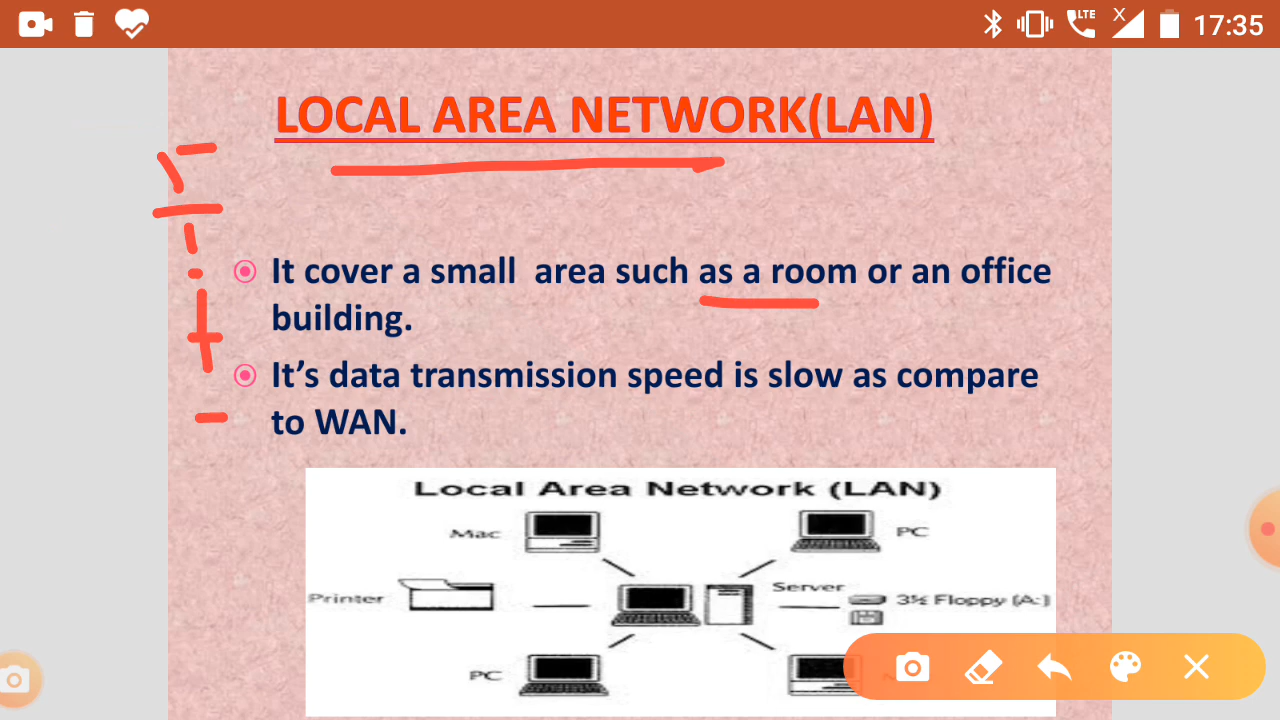 LTE X 17:35
LOCAL AREA NETWORK(LAN)
It cover a small area such as a room or an office
building.
It’s data transmission speed is slow as compare
to WAN.
Local Area Network (LAN)
Mac
PC
Printer
Server
3½ Floppy (A:)
PC